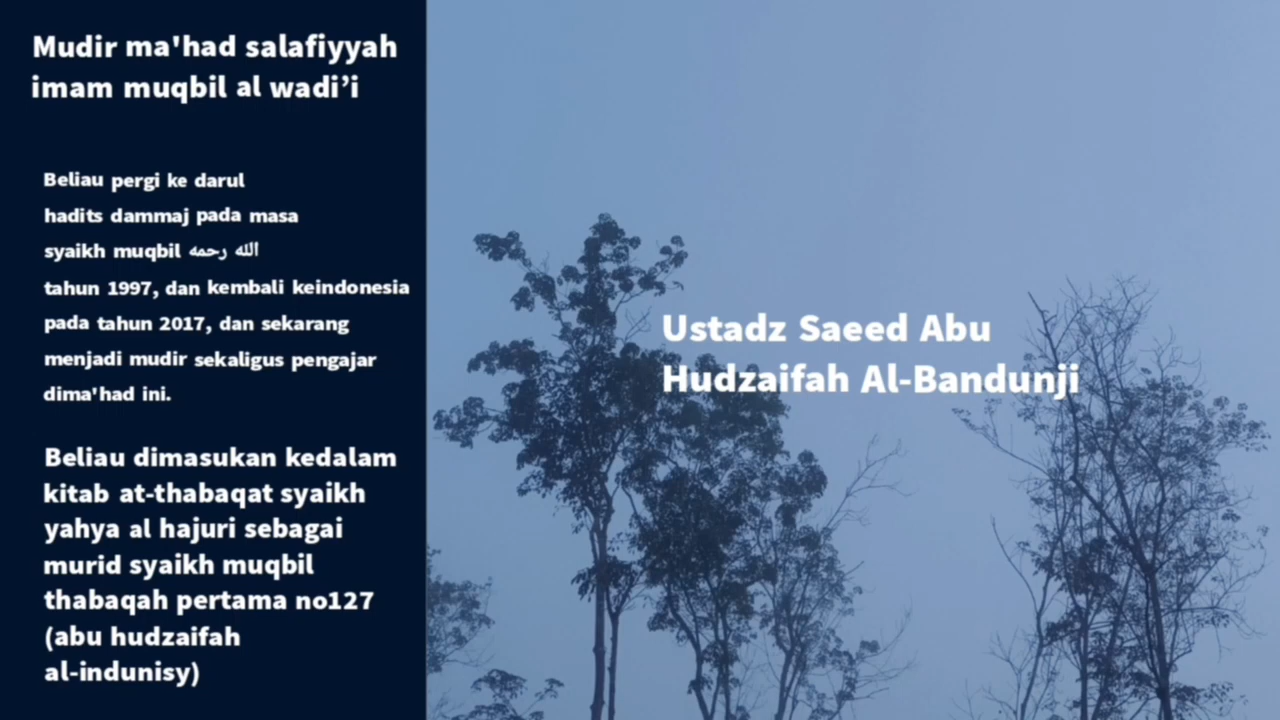 Mudir ma'had salafiyyah
imam muqbil al wadi’i
Beliau pergi ke darul
hadits dammaj pada masa
syaikh muqbil رحمه الله
tahun 1997, dan kembali keindonesia
pada tahun 2017, dan sekarang
menjadi mudir sekaligus pengajar
dima'had ini.
Beliau dimasukan kedalam
kitab at-thabaqat syaikh
yahya al hajuri sebagai
murid syaikh muqbil
thabaqah pertama no127
(abu hudzaifah
al-indunisy)
Ustadz Saeed Abu
Hudzaifah Al-Bandunji